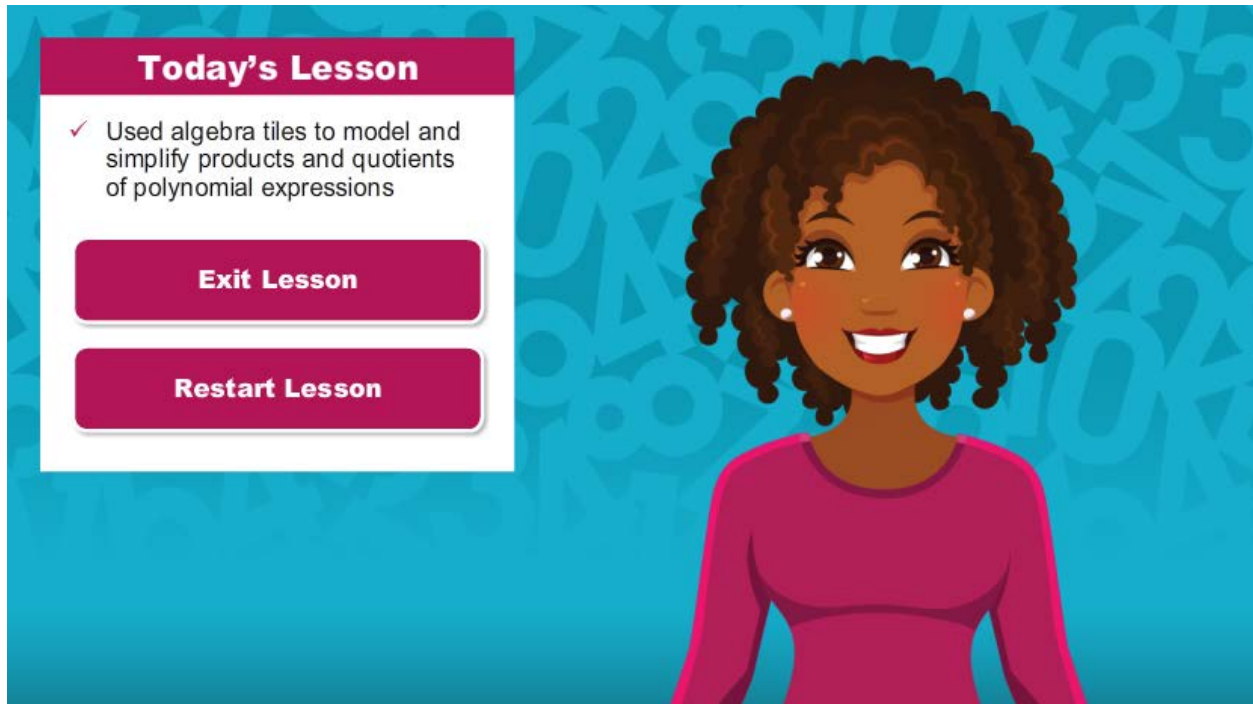 Today's Lesson
✓ Used algebra tiles to model and
simplify products and quotients
of polynomial expressions
Exit Lesson
Restart Lesson